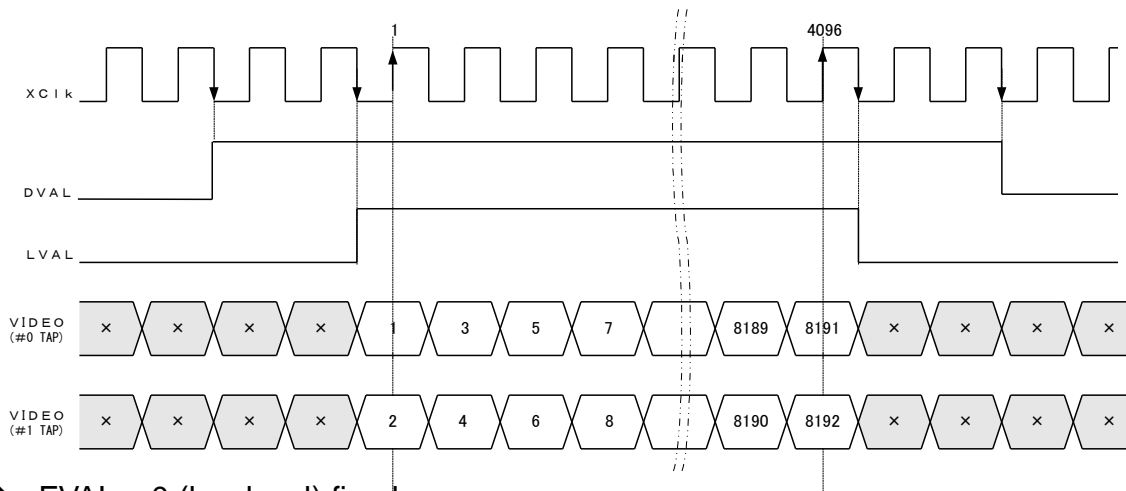 1 4096
XClk
DVAL
LVAL
VIDEO
(#0 TAP)
× × × × 1 3 5 7 8189 8191 × × × ×
VIDEO
(#1 TAP)
× × × × 2 4 6 8 8190 8192 × × × ×